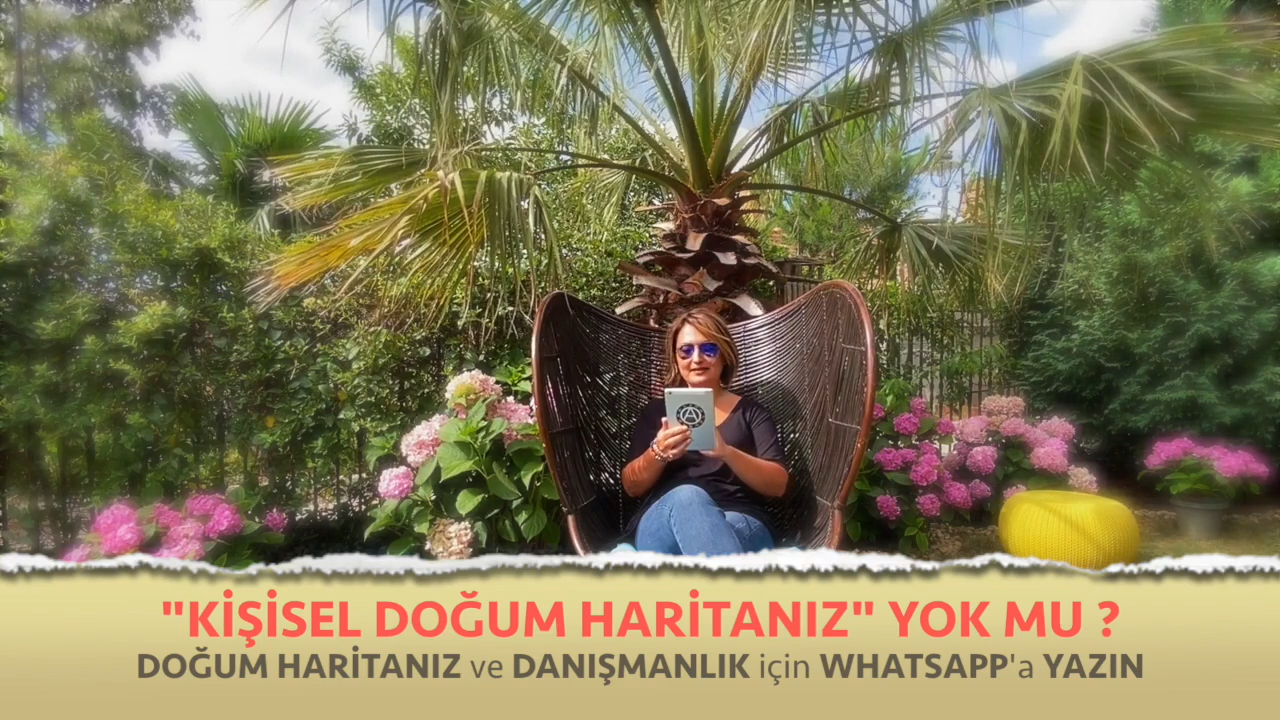 "KİŞİSEL DOĞUM HARİTANIZ" YOK MU ?
DOĞUM HARİTANIZ ve DANIŞMANLIK için WHATSAPP'a YAZIN